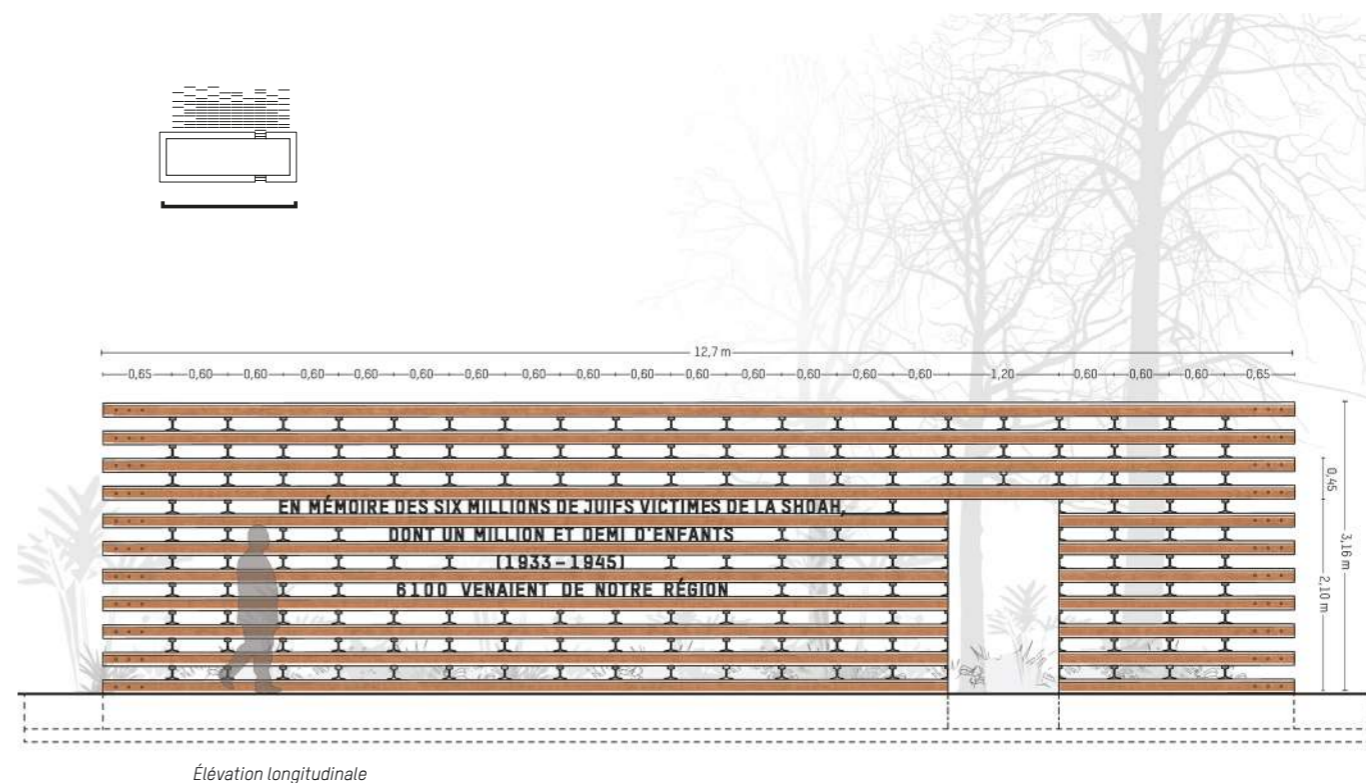 12,7 m
0,65 0,60 0,60 0,60 0,60 0,60 0,60 0,60 0,60 0,60 0,60 0,60 0,60 0,60 0,60 1,20 0,60 0,60 0,60 0,65
0,45
3,16 m
2,10 m
EN MÉMOIRE DES SIX MILLIONS DE JUIFS VICTIMES DE LA SHOAH,
DONT UN MILLION ET DEMI D'ENFANTS
(1933-1945)
6100 VENAIENT DE NOTRE RÉGION
Élévation longitudinale